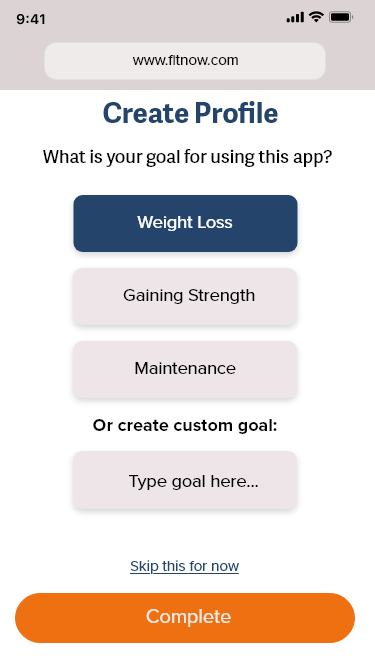 9:41
www.fitnow.com
Create Profile
What is your goal for using this app?
Weight Loss
Gaining Strength
Maintenance
Or create custom goal:
Type goal here...
Skip this for now
Complete